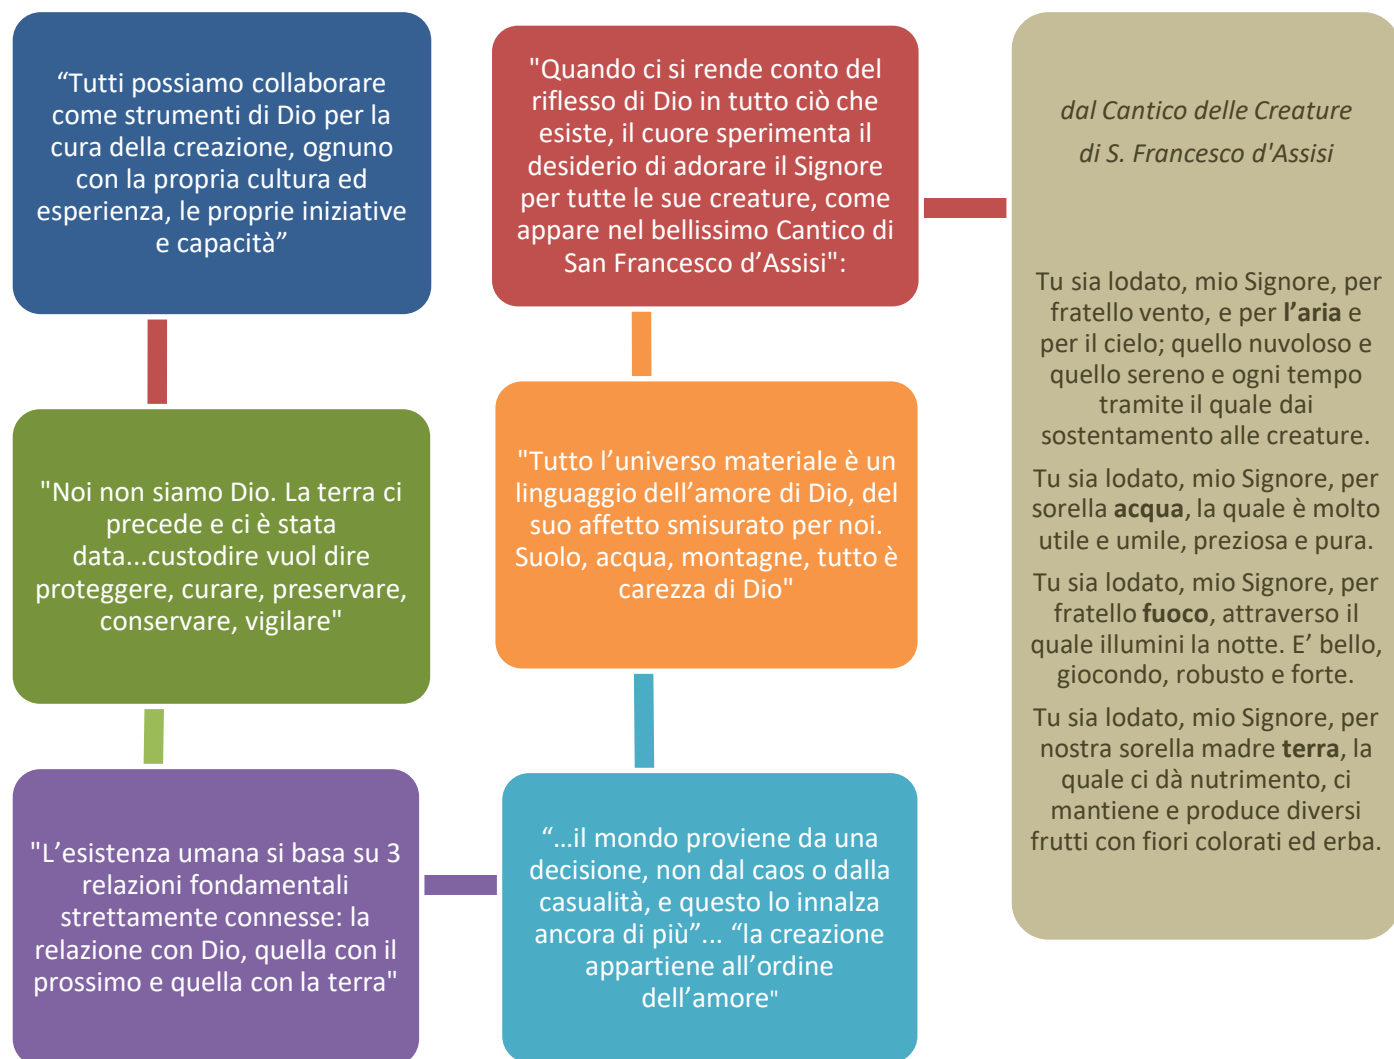 “Tutti possiamo collaborare
come strumenti di Dio per la
cura della creazione, ognuno
con la propria cultura ed
esperienza, le proprie iniziative
e capacità”
"Noi non siamo Dio. La terra ci
precede e ci è stata
data...custodire vuol dire
proteggere, curare, preservare,
conservare, vigilare"
"L’esistenza umana si basa su 3
relazioni fondamentali
strettamente connesse: la
relazione con Dio, quella con il
prossimo e quella con la terra"
“...il mondo proviene da una
decisione, non dal caos o dalla
casualità, e questo lo innalza
ancora di più”... “la creazione
appartiene all’ordine
dell’amore"
"Tutto l’universo materiale è un
linguaggio dell’amore di Dio, del
suo affetto smisurato per noi.
Suolo, acqua, montagne, tutto è
carezza di Dio"
"Quando ci si rende conto del
riflesso di Dio in tutto ciò che
esiste, il cuore sperimenta il
desiderio di adorare il Signore
per tutte le sue creature, come
appare nel bellissimo Cantico di
San Francesco d’Assisi":
dal Cantico delle Creature
di S. Francesco d'Assisi
Tu sia lodato, mio Signore, per
fratello vento, e per l’aria e
per il cielo; quello nuvoloso e
quello sereno e ogni tempo
tramite il quale dai
sostentamento alle creature.
Tu sia lodato, mio Signore, per
sorella acqua, la quale è molto
utile e umile, preziosa e pura.
Tu sia lodato, mio Signore, per
fratello fuoco, attraverso il
quale illumini la notte. E’ bello,
giocondo, robusto e forte.
Tu sia lodato, mio Signore, per
nostra sorella madre terra, la
quale ci dà nutrimento, ci
mantiene e produce diversi
frutti con fiori colorati ed erba.